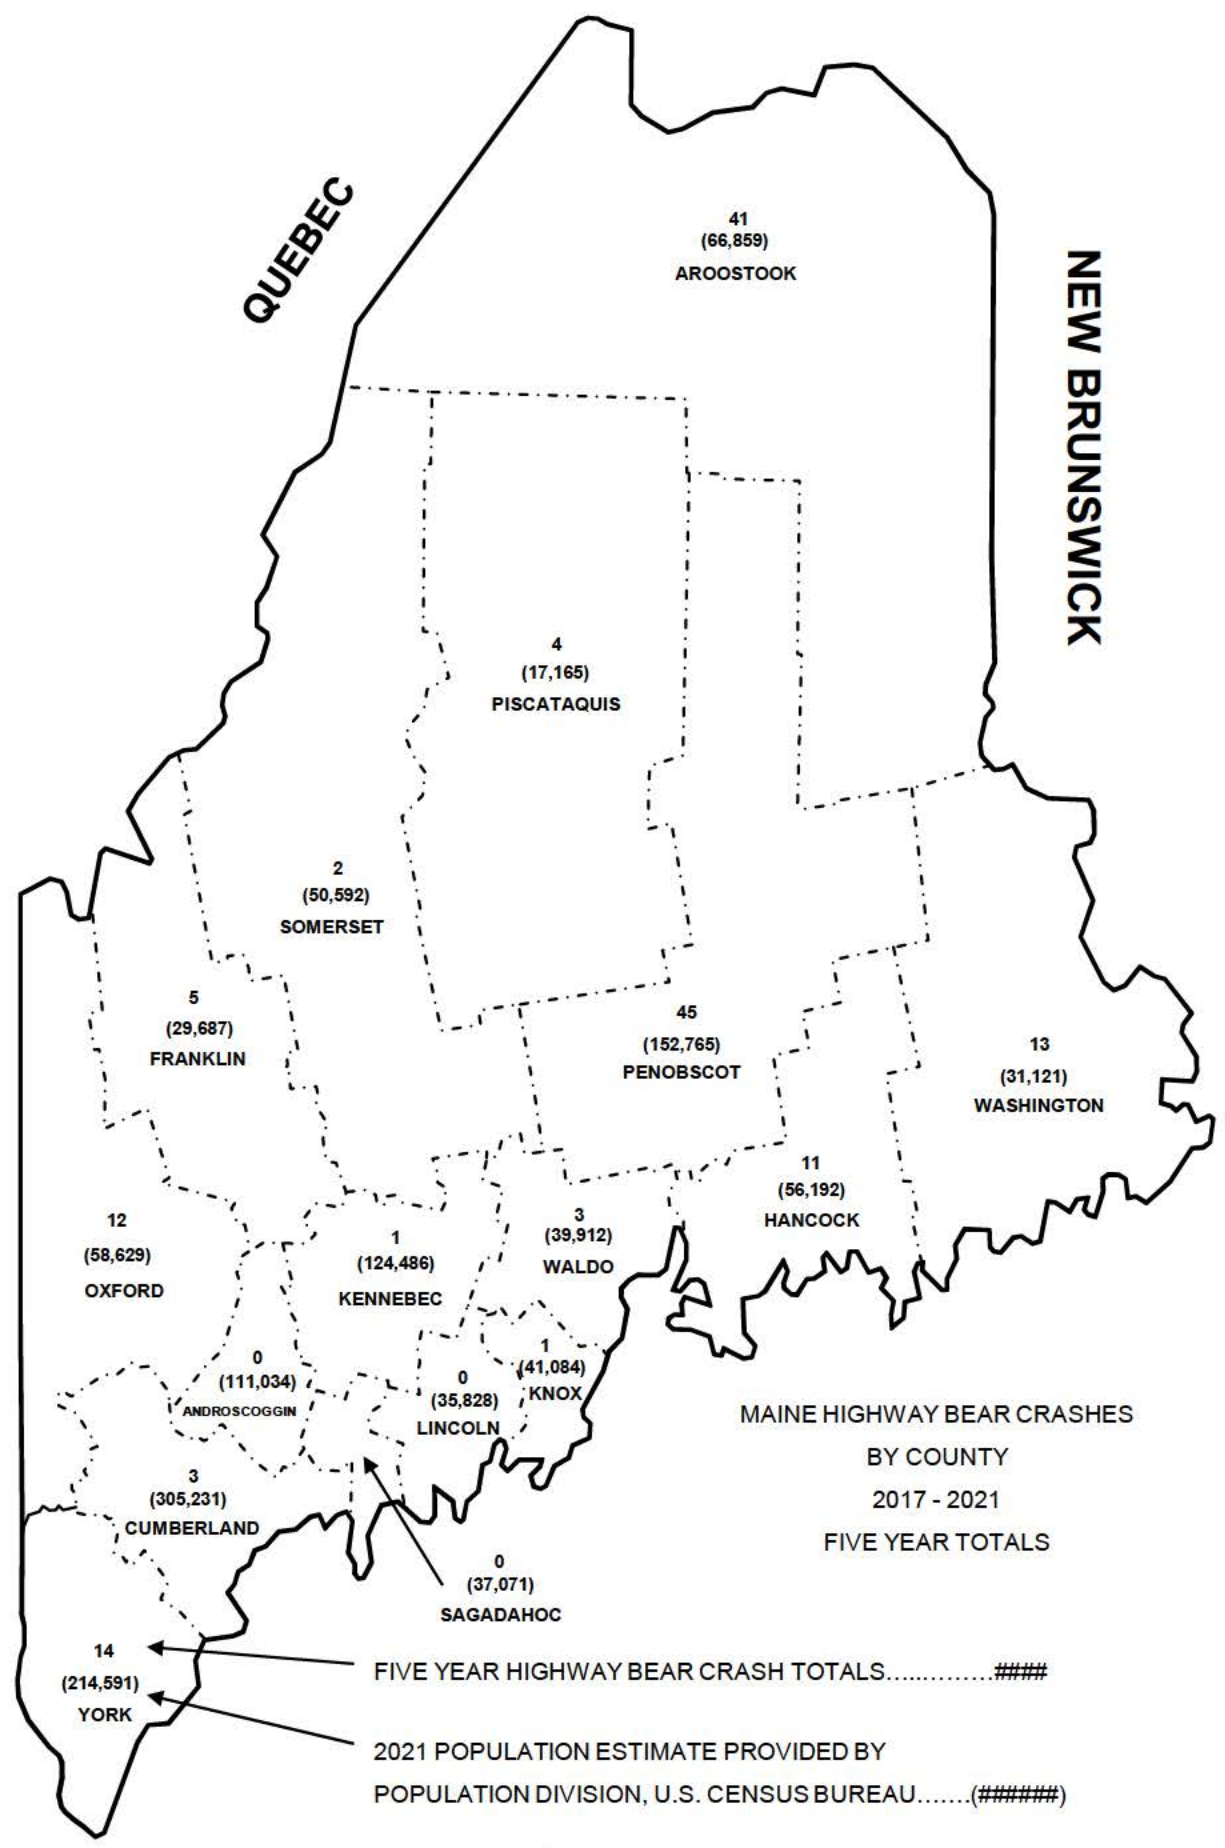 QUEBEC
NEW BRUNSWICK
41
(66,859)
AROOSTOOK
4
(17,165)
PISCATAQUIS
2
(50,592)
SOMERSET
5
(29,687)
FRANKLIN
45
(152,765)
PENOBSCOT
13
(31,121)
WASHINGTON
11
(56,192)
HANCOCK
12
(58,629)
OXFORD
1
(124,486)
KENNEBEC
3
(39,912)
WALDO
0
(111,034)
ANDROSCOGGIN
0
(35,828)
LINCOLN
1
(41,084)
KNOX
MAINE HIGHWAY BEAR CRASHES
BY COUNTY
2017 - 2021
FIVE YEAR TOTALS
3
(305,231)
CUMBERLAND
0
(37,071)
SAGADAHOC
14
(214,591)
YORK
FIVE YEAR HIGHWAY BEAR CRASH TOTALS...………####
2021 POPULATION ESTIMATE PROVIDED BY
POPULATION DIVISION, U.S. CENSUS BUREAU…….(######)